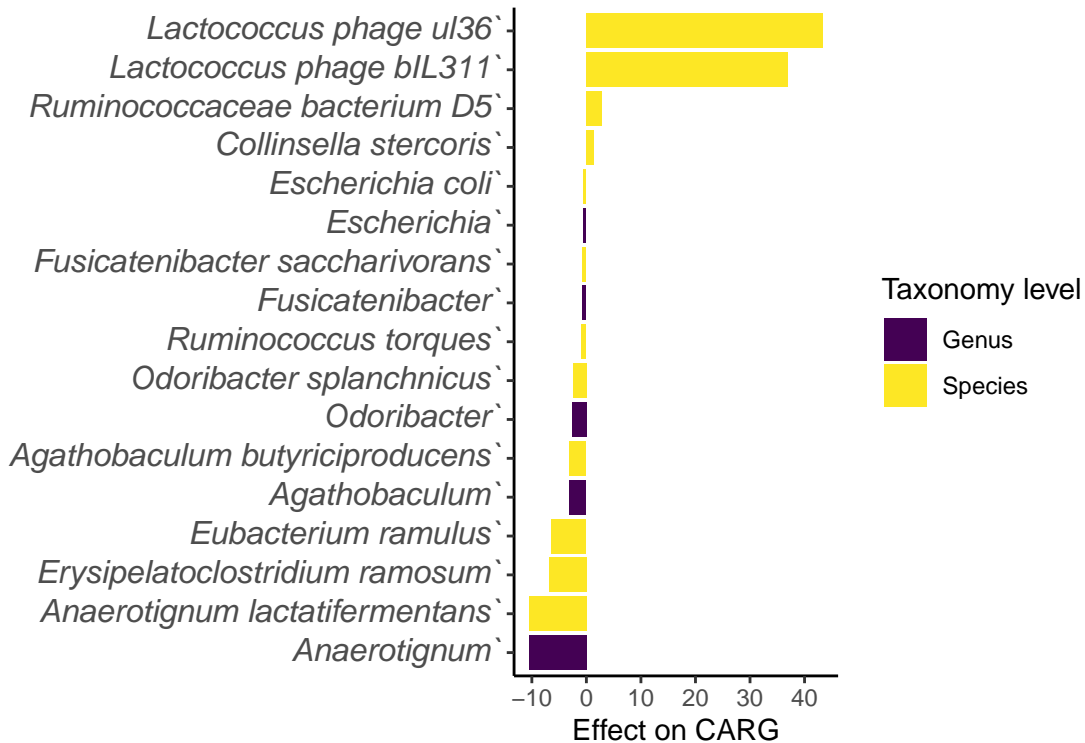 Lactococcus phage ul36`
Lactococcus phage bIL311`
Ruminococcaceae bacterium D5`
Collinsella stercoris`
Escherichia coli`
Escherichia`
Fusicatenibacter saccharivorans`
Fusicatenibacter`
Ruminococcus torques`
Odoribacter splanchnicus`
Odoribacter`
Agathobaculum butyriciproducens`
Agathobaculum`
Eubacterium ramulus`
Erysipelatoclostridium ramosum`
Anaerotignum lactatifermentans`
Anaerotignum`
−10 0 10 20 30 40
Effect on CARG
Taxonomy level
Genus
Species